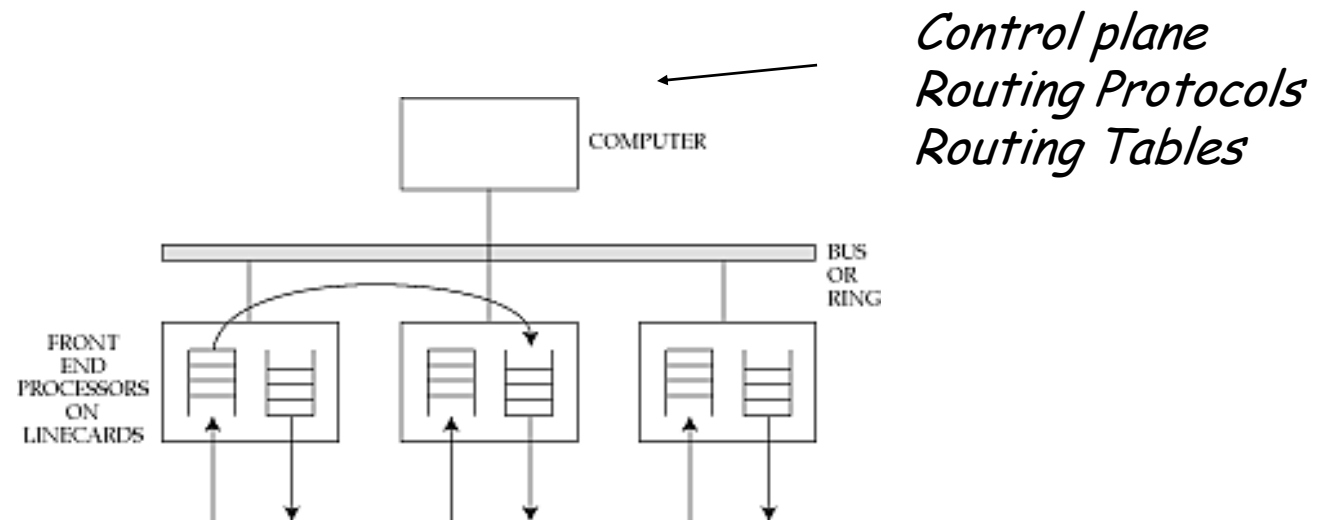 Control plane
Routing Protocols
Routing Tables
COMPUTER
BUS
OR
RING
FRONT
END
PROCESSORS
ON
LINECARDS